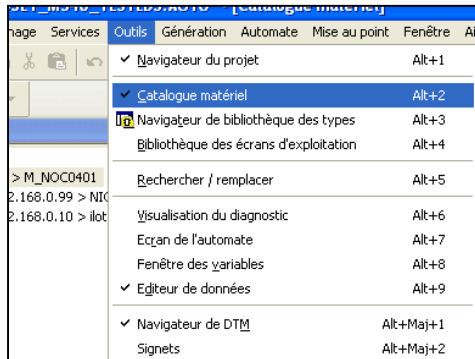 [Catalogue matériel]
Services Outils Génération Automate Mise au point Fenêtre
Navigateur du projet Alt+1
Catalogue matériel Alt+2
Navigateur de bibliothèque des types Alt+3
Bibliothèque des écrans d'exploitation Alt+4
> M_NOC0401
Rechercher / remplacer Alt+5
2.168.0.99 > NIC
2.168.0.10 > ilot
Visualisation du diagnostic Alt+6
Ecran de l'automate Alt+7
Fenêtre des variables Alt+8
Editeur de données Alt+9
Navigateur de DTM Alt+Maj+1
Signets Alt+Maj+2